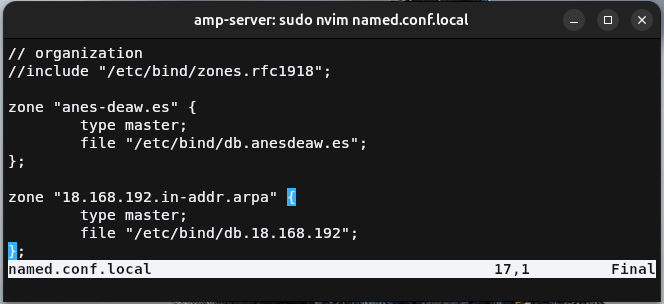 amp-server: sudo nvim named.conf.local
// organization
//include "/etc/bind/zones.rfc1918";
zone "anes-deaw.es" {
        type master;
        file "/etc/bind/db.anesdeaw.es";
};
zone "18.168.192.in-addr.arpa" {
        type master;
        file "/etc/bind/db.18.168.192";
};
named.conf.local 17,1 Final